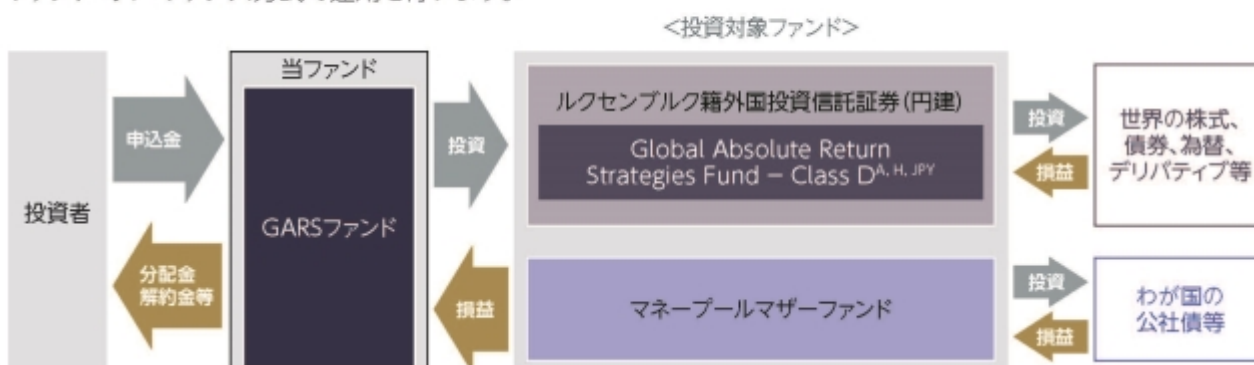 <投資対象ファンド>
投資者
申込金
分配金
解約金等
当ファンド
GARSファンド
投資
損益
ルクセンブルク籍外国投資信託証券(円建)
Global Absolute Return
Strategies Fund – Class D^A, H, JPY
マネープールマザーファンド
投資
損益
世界の株式、
債券、為替、
デリバティブ等
投資
損益
わが国の
公社債等